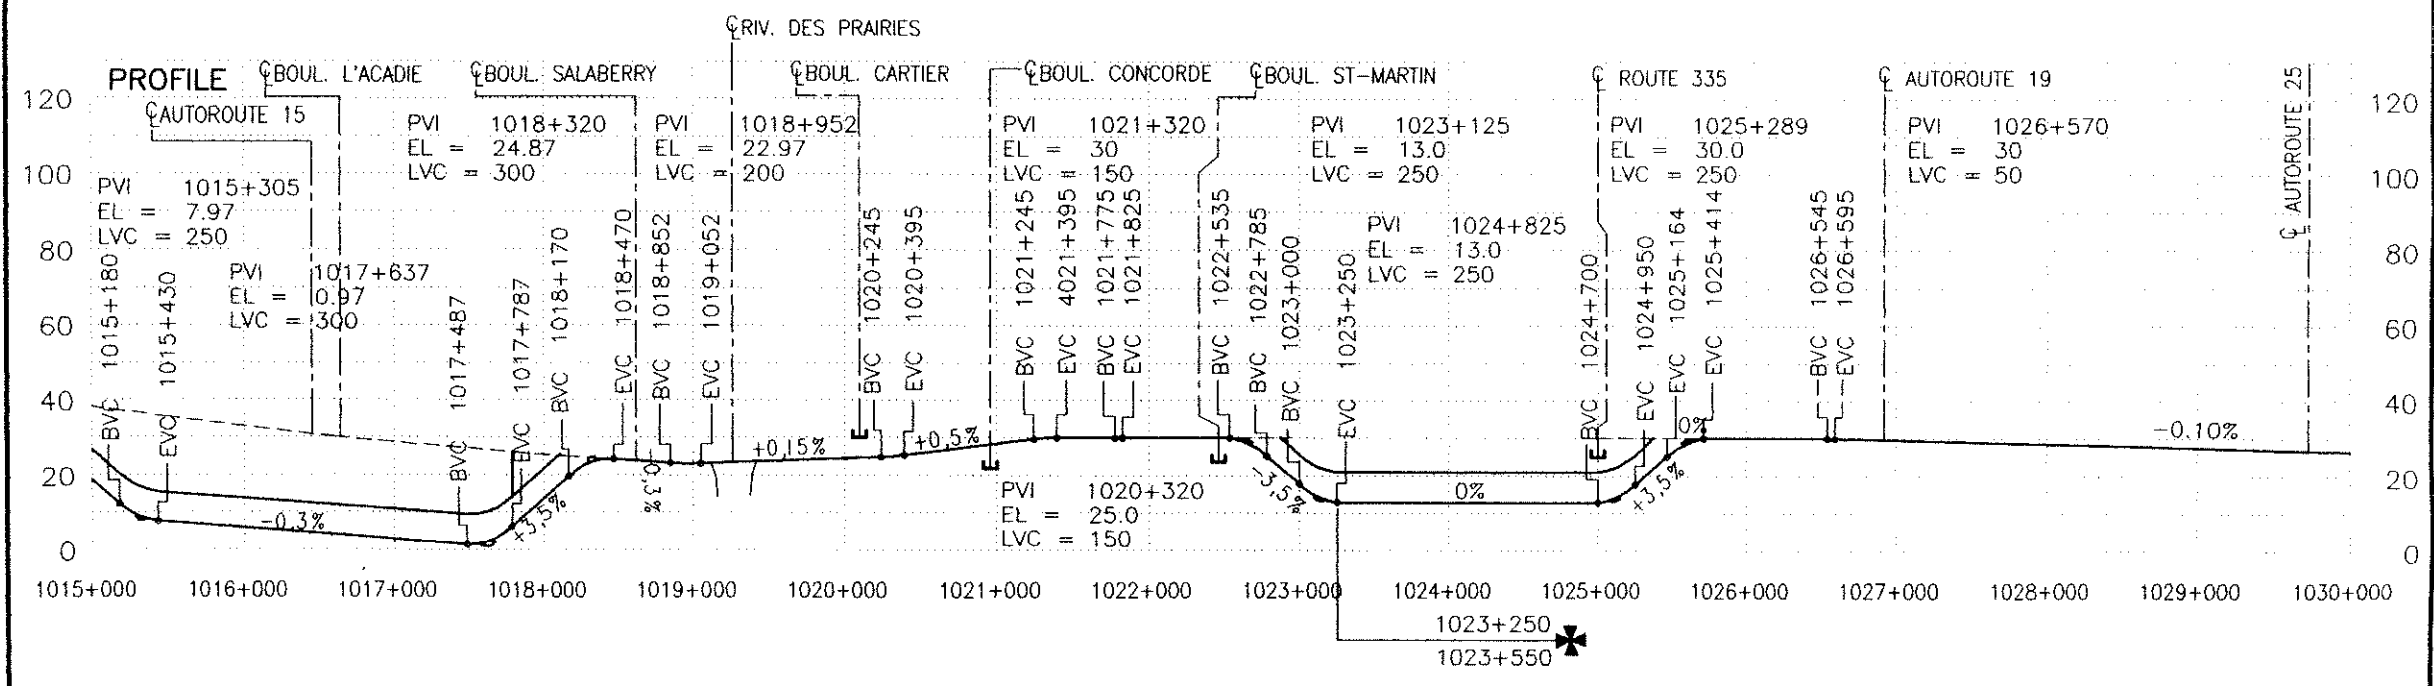 ℄RIV. DES PRAIRIES
PROFILE
℄BOUL. L'ACADIE
℄BOUL. SALABERRY
℄BOUL. CARTIER
℄BOUL. CONCORDE
℄BOUL. ST-MARTIN
℄ ROUTE 335
℄ AUTOROUTE 19
℄ AUTOROUTE 25
℄AUTOROUTE 15
120
100
80
60
40
20
0
120
100
80
60
40
20
0
PVI 1015+305
EL = 7.97
LVC = 250
PVI 1017+637
EL = 0.97
LVC = 300
PVI 1018+320
EL = 24.87
LVC = 300
PVI 1018+952
EL = 22.97
LVC = 200
PVI 1021+320
EL = 30
LVC = 150
PVI 1023+125
EL = 13.0
LVC = 250
PVI 1024+825
EL = 13.0
LVC = 250
PVI 1025+289
EL = 30.0
LVC = 250
PVI 1026+570
EL = 30
LVC = 50
PVI 1020+320
EL = 25.0
LVC = 150
BVC 1015+180
EVC 1015+430
BVC 1017+487
BVC 1017+787
BVC 1018+170
EVC 1018+470
BVC 1018+852
EVC 1019+052
BVC 1020+245
EVC 1020+395
BVC 1021+245
EVC 4021+395
BVC 1021+775
EVC 1021+825
BVC 1022+535
BVC 1022+785
BVC 1023+000
EVC 1023+250
BVC 1024+700
EVC 1024+950
EVC 1025+164
EVC 1025+414
BVC 1026+545
EVC 1026+595
-0.3%
+3,5%
-0,3%
+0,15%
+0,5%
-3,5%
0%
+3,5%
0%
-0.10%
1015+000
1016+000
1017+000
1018+000
1019+000
1020+000
1021+000
1022+000
1023+000
1024+000
1025+000
1026+000
1027+000
1028+000
1029+000
1030+000
1023+250
1023+550